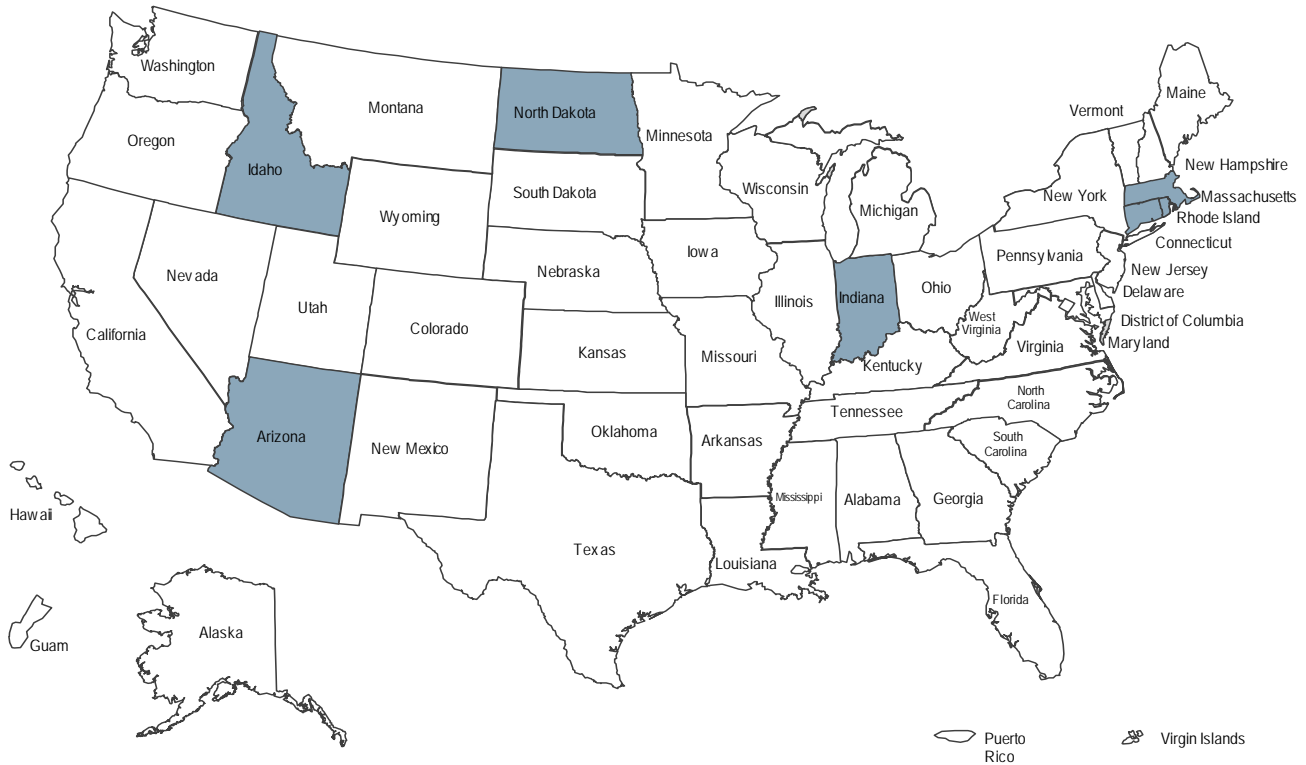 Washington
Oregon
Idaho
Montana
North Dakota
Minnesota
Vermont
Maine
New Hampshire
Massachusetts
Rhode Island
Connecticut
New York
Wisconsin
Michigan
South Dakota
Wyoming
Nevada
Utah
California
Colorado
Nebraska
Iowa
Illinois
Indiana
Ohio
Pennsylvania
New Jersey
Delaware
District of Columbia
Maryland
West
Virginia
Virginia
Kentucky
Missouri
Kansas
Arizona
New Mexico
Oklahoma
Arkansas
Tennessee
North
Carolina
South
Carolina
Mississippi
Alabama
Georgia
Texas
Louisiana
Florida
Hawaii
Guam
Alaska
Puerto
Rico
Virgin Islands